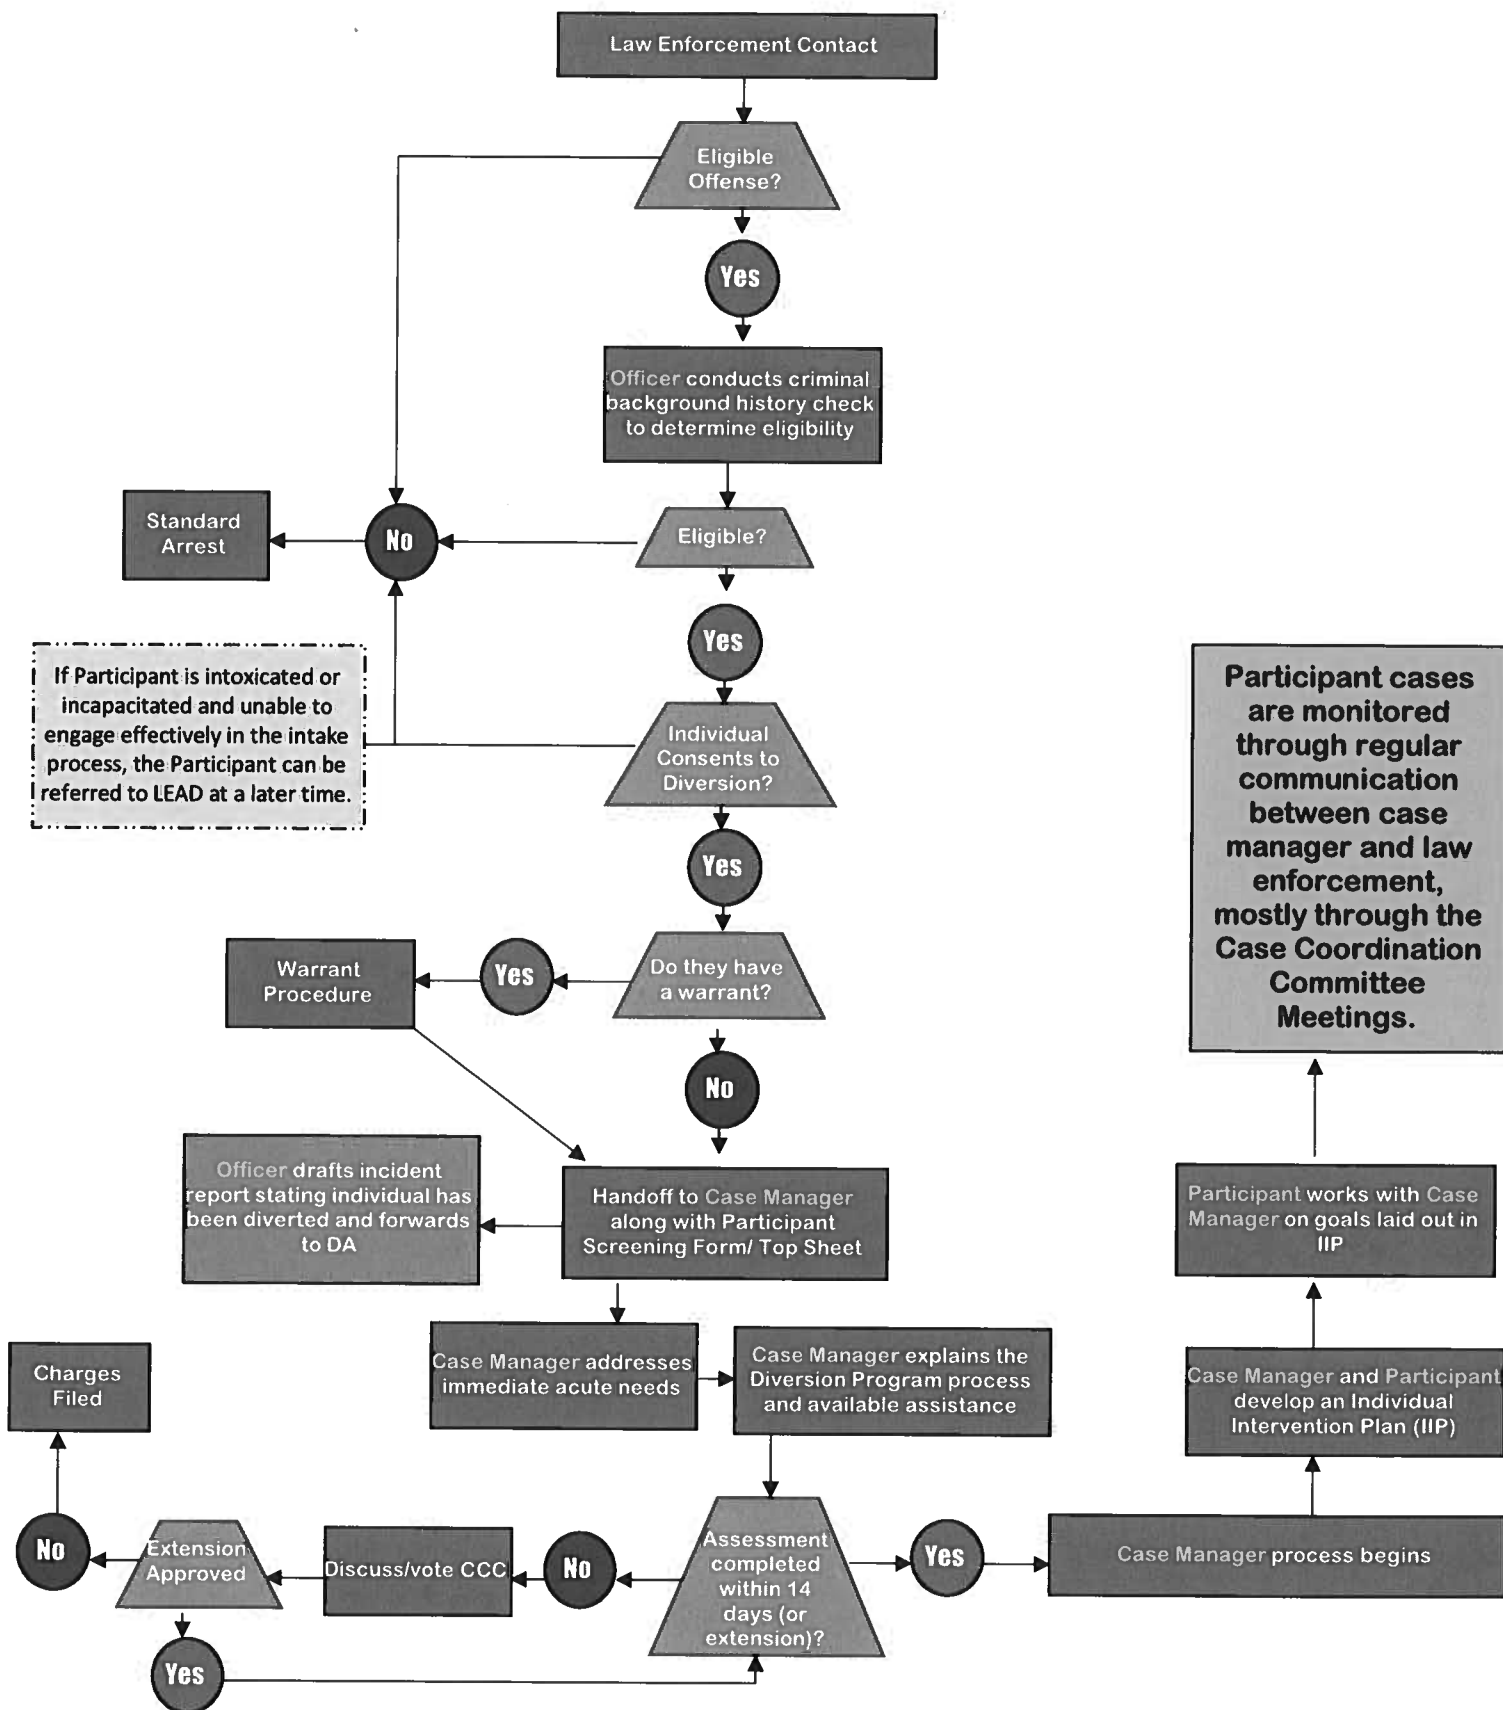 Law Enforcement Contact
Eligible
Offense?
Yes
Officer conducts criminal
background history check
to determine eligibility
Standard
Arrest
No
Eligible?
Yes
If Participant is intoxicated or
incapacitated and unable to
engage effectively in the intake
process, the Participant can be
referred to LEAD at a later time.
Individual
Consents to
Diversion?
Yes
Participant cases
are monitored
through regular
communication
between case
manager and law
enforcement,
mostly through the
Case Coordination
Committee
Meetings.
Warrant
Procedure
Yes
Do they have
a warrant?
No
Officer drafts incident
report stating individual has
been diverted and forwards
to DA
Handoff to Case Manager
along with Participant
Screening Form/ Top Sheet
Participant works with Case
Manager on goals laid out in
IIP
Case Manager addresses
immediate acute needs
Case Manager explains the
Diversion Program process
and available assistance
Case Manager and Participant
develop an Individual
Intervention Plan (IIP)
Charges
Filed
No
Extension
Approved
Discuss/vote CCC
No
Assessment
completed
within 14
days (or
extension)?
Yes
Case Manager process begins
Yes